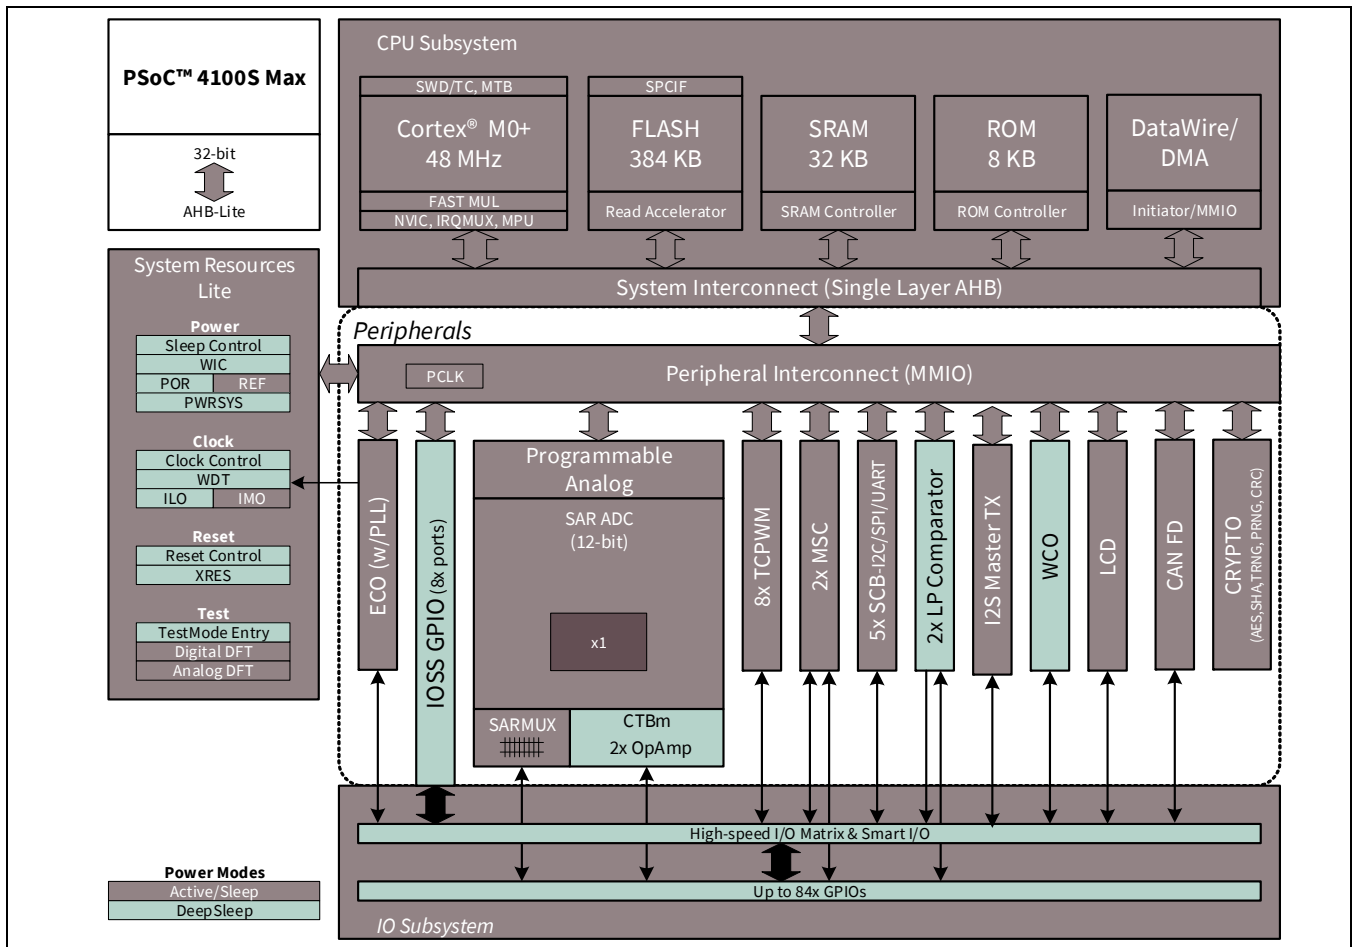 PSoC™ 4100S Max
32-bit
AHB-Lite
CPU Subsystem
SWD/TC, MTB
Cortex® M0+
48 MHz
FAST MUL
NVIC, IRQMUX, MPU
SPCIF
FLASH
384 KB
Read Accelerator
SRAM
32 KB
SRAM Controller
ROM
8 KB
ROM Controller
DataWire/
DMA
Initiator/MMIO
System Interconnect (Single Layer AHB)
System Resources
Lite
Power
Sleep Control
WIC
POR
REF
PWRSYS
Clock
Clock Control
WDT
ILO
IMO
Reset
Reset Control
XRES
Test
TestMode Entry
Digital DFT
Analog DFT
Peripherals
PCLK
Peripheral Interconnect (MMIO)
ECO (w/PLL)
IOSS GPIO (8x ports)
Programmable
Analog
SAR ADC
(12-bit)
x1
SARMUX
CTBm
2x OpAmp
8x TCPWM
2x MSC
5x SCB-I2C/SPI/UART
2x LP Comparator
I2S Master TX
WCO
LCD
CAN FD
CRYPTO
(AES,SHA,TRNG, PRNG, CRC)
High-speed I/O Matrix & Smart I/O
Up to 84x GPIOs
IO Subsystem
Power Modes
Active/Sleep
DeepSleep